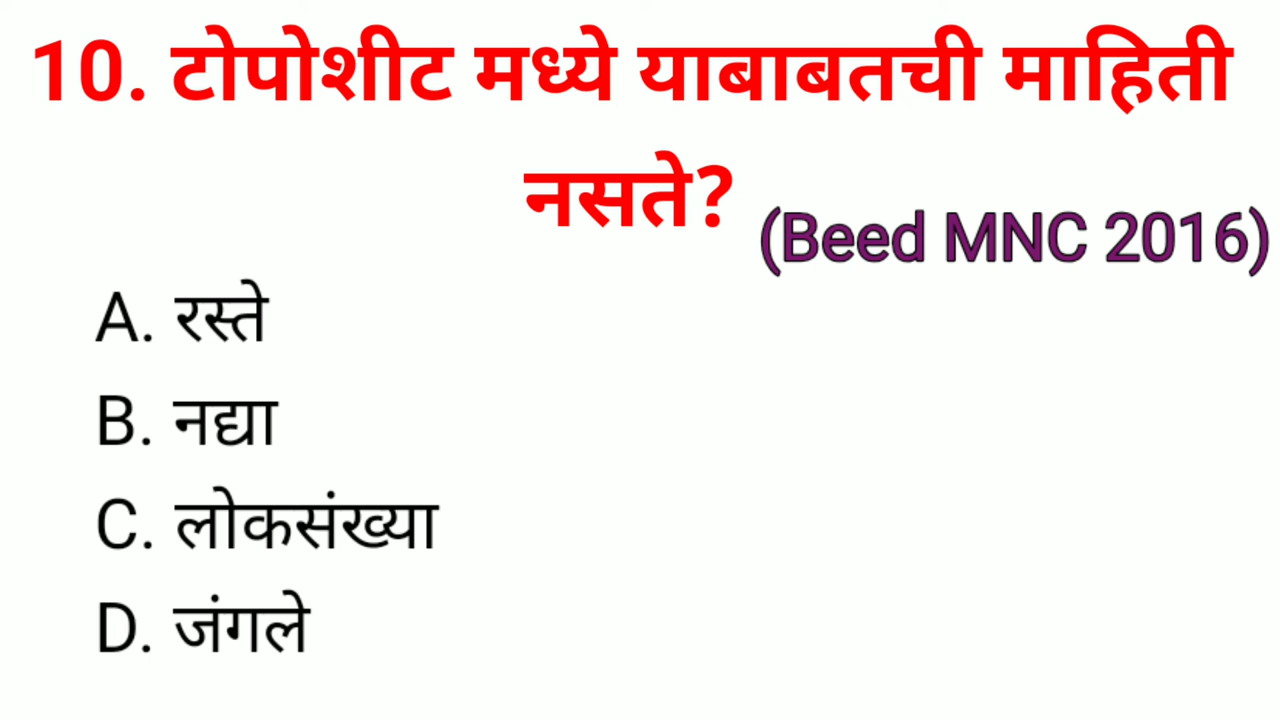 10. टोपोशीट मध्ये याबाबतची माहिती
नसते?
(Beed MNC 2016)
A. रस्ते
B. नद्या
C. लोकसंख्या
D. जंगले